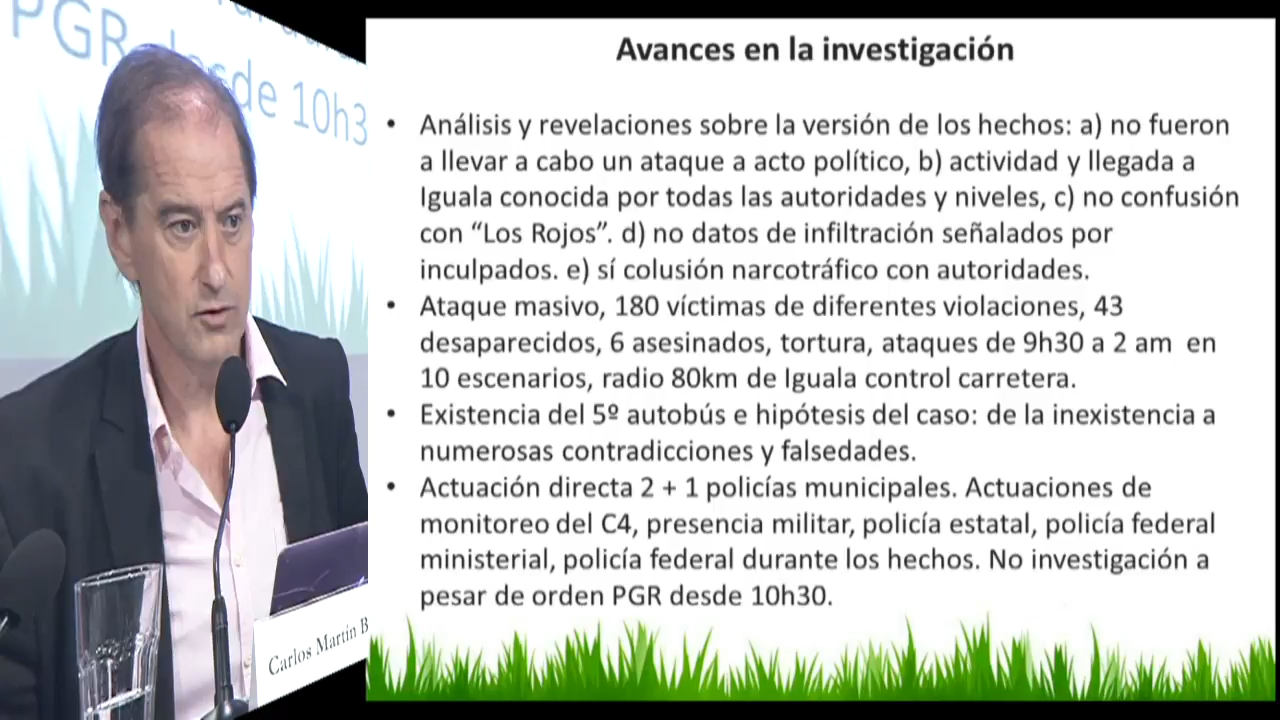 PGR desde 10h3
Carlos Martín B
Avances en la investigación
• Análisis y revelaciones sobre la versión de los hechos: a) no fueron
a llevar a cabo un ataque a acto político, b) actividad y llegada a
Iguala conocida por todas las autoridades y niveles, c) no confusión
con “Los Rojos”. d) no datos de infiltración señalados por
inculpados. e) sí colusión narcotráfico con autoridades.
• Ataque masivo, 180 víctimas de diferentes violaciones, 43
desaparecidos, 6 asesinados, tortura, ataques de 9h30 a 2 am en
10 escenarios, radio 80km de Iguala control carretera.
• Existencia del 5º autobús e hipótesis del caso: de la inexistencia a
numerosas contradicciones y falsedades.
• Actuación directa 2 + 1 policías municipales. Actuaciones de
monitoreo del C4, presencia militar, policía estatal, policía federal
ministerial, policía federal durante los hechos. No investigación a
pesar de orden PGR desde 10h30.